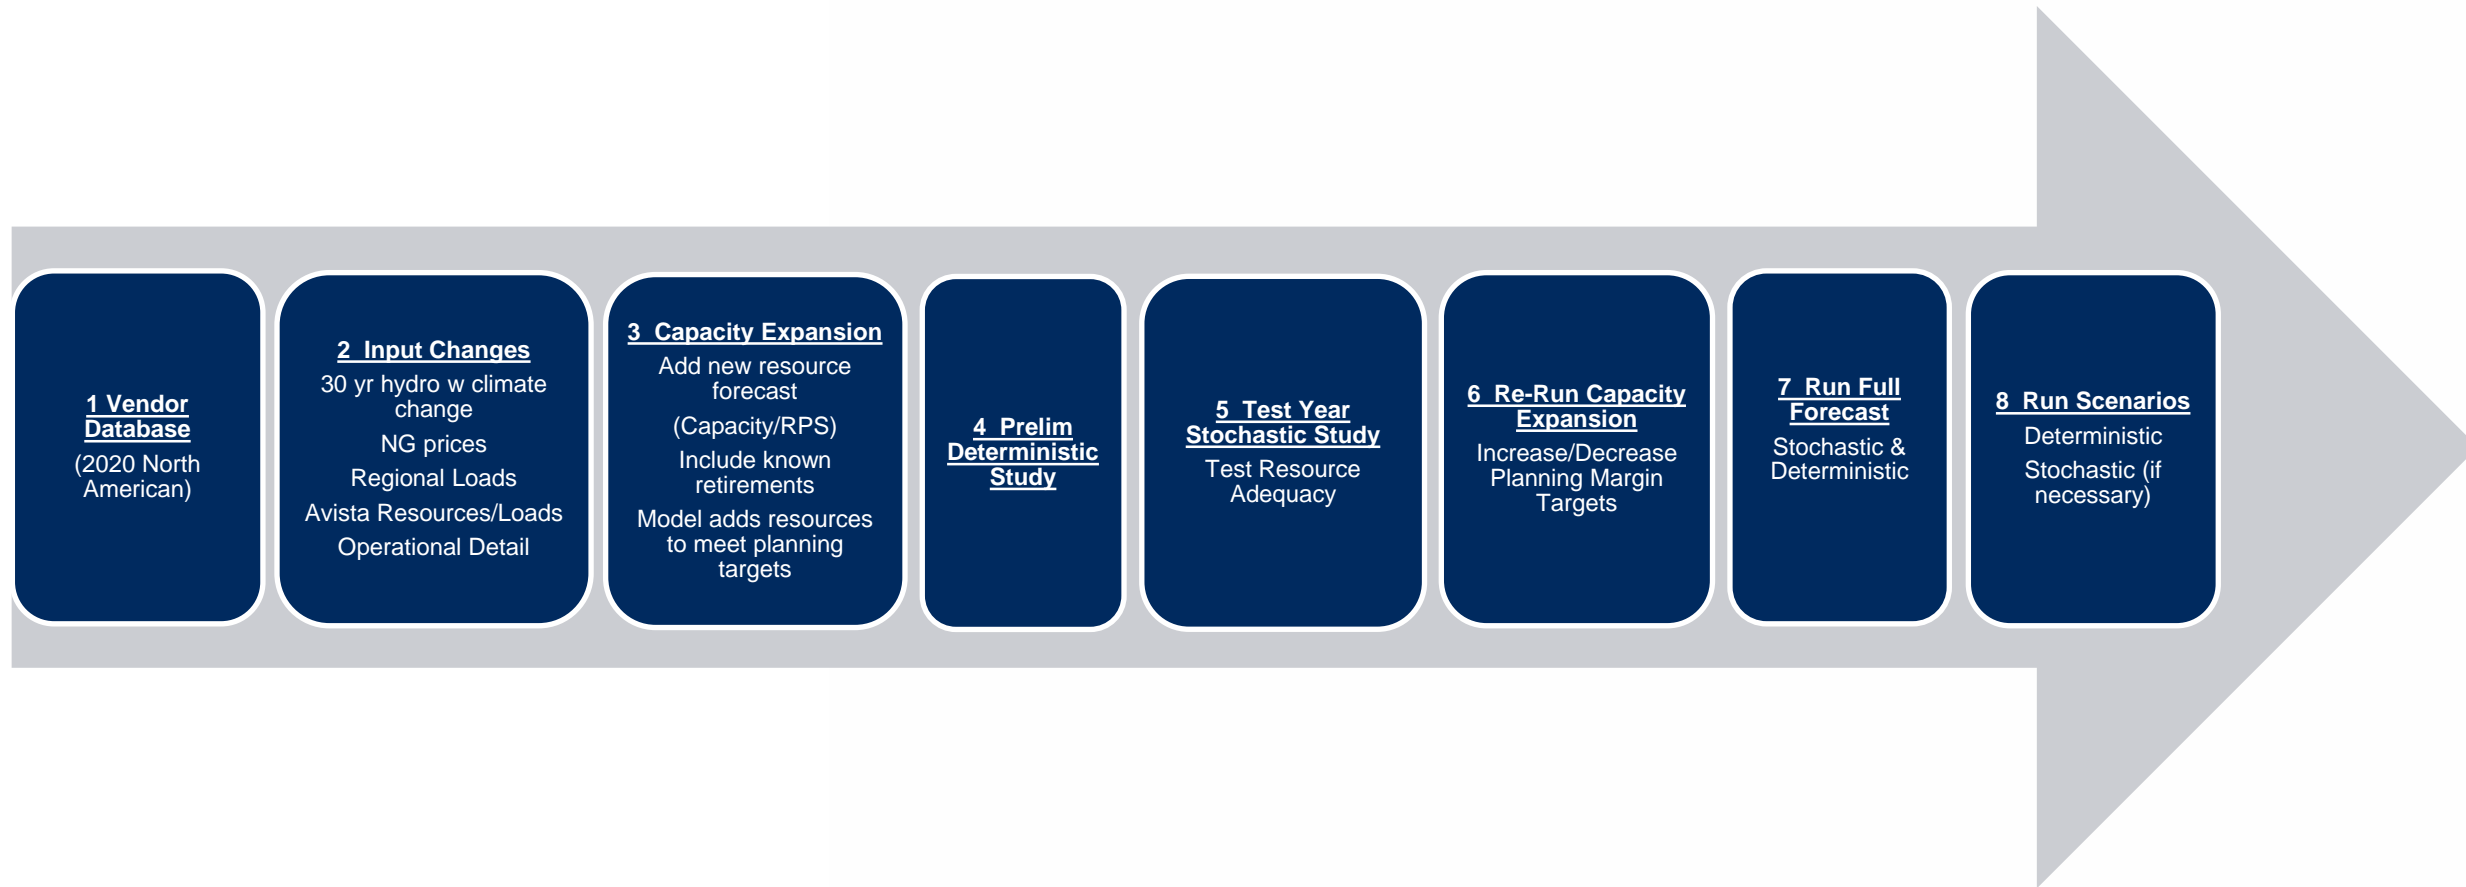 1 Vendor
Database
(2020 North
American)
2  Input Changes
30 yr hydro w climate
change
NG prices
Regional Loads
Avista Resources/Loads
Operational Detail
3  Capacity Expansion
Add new resource
forecast
(Capacity/RPS)
Include known
retirements
Model adds resources
to meet planning
targets
4  Prelim
Deterministic
Study
5  Test Year
Stochastic Study
Test Resource
Adequacy
6  Re-Run Capacity
Expansion
Increase/Decrease
Planning Margin
Targets
7  Run Full
Forecast
Stochastic &
Deterministic
8  Run Scenarios
Deterministic
Stochastic (if
necessary)